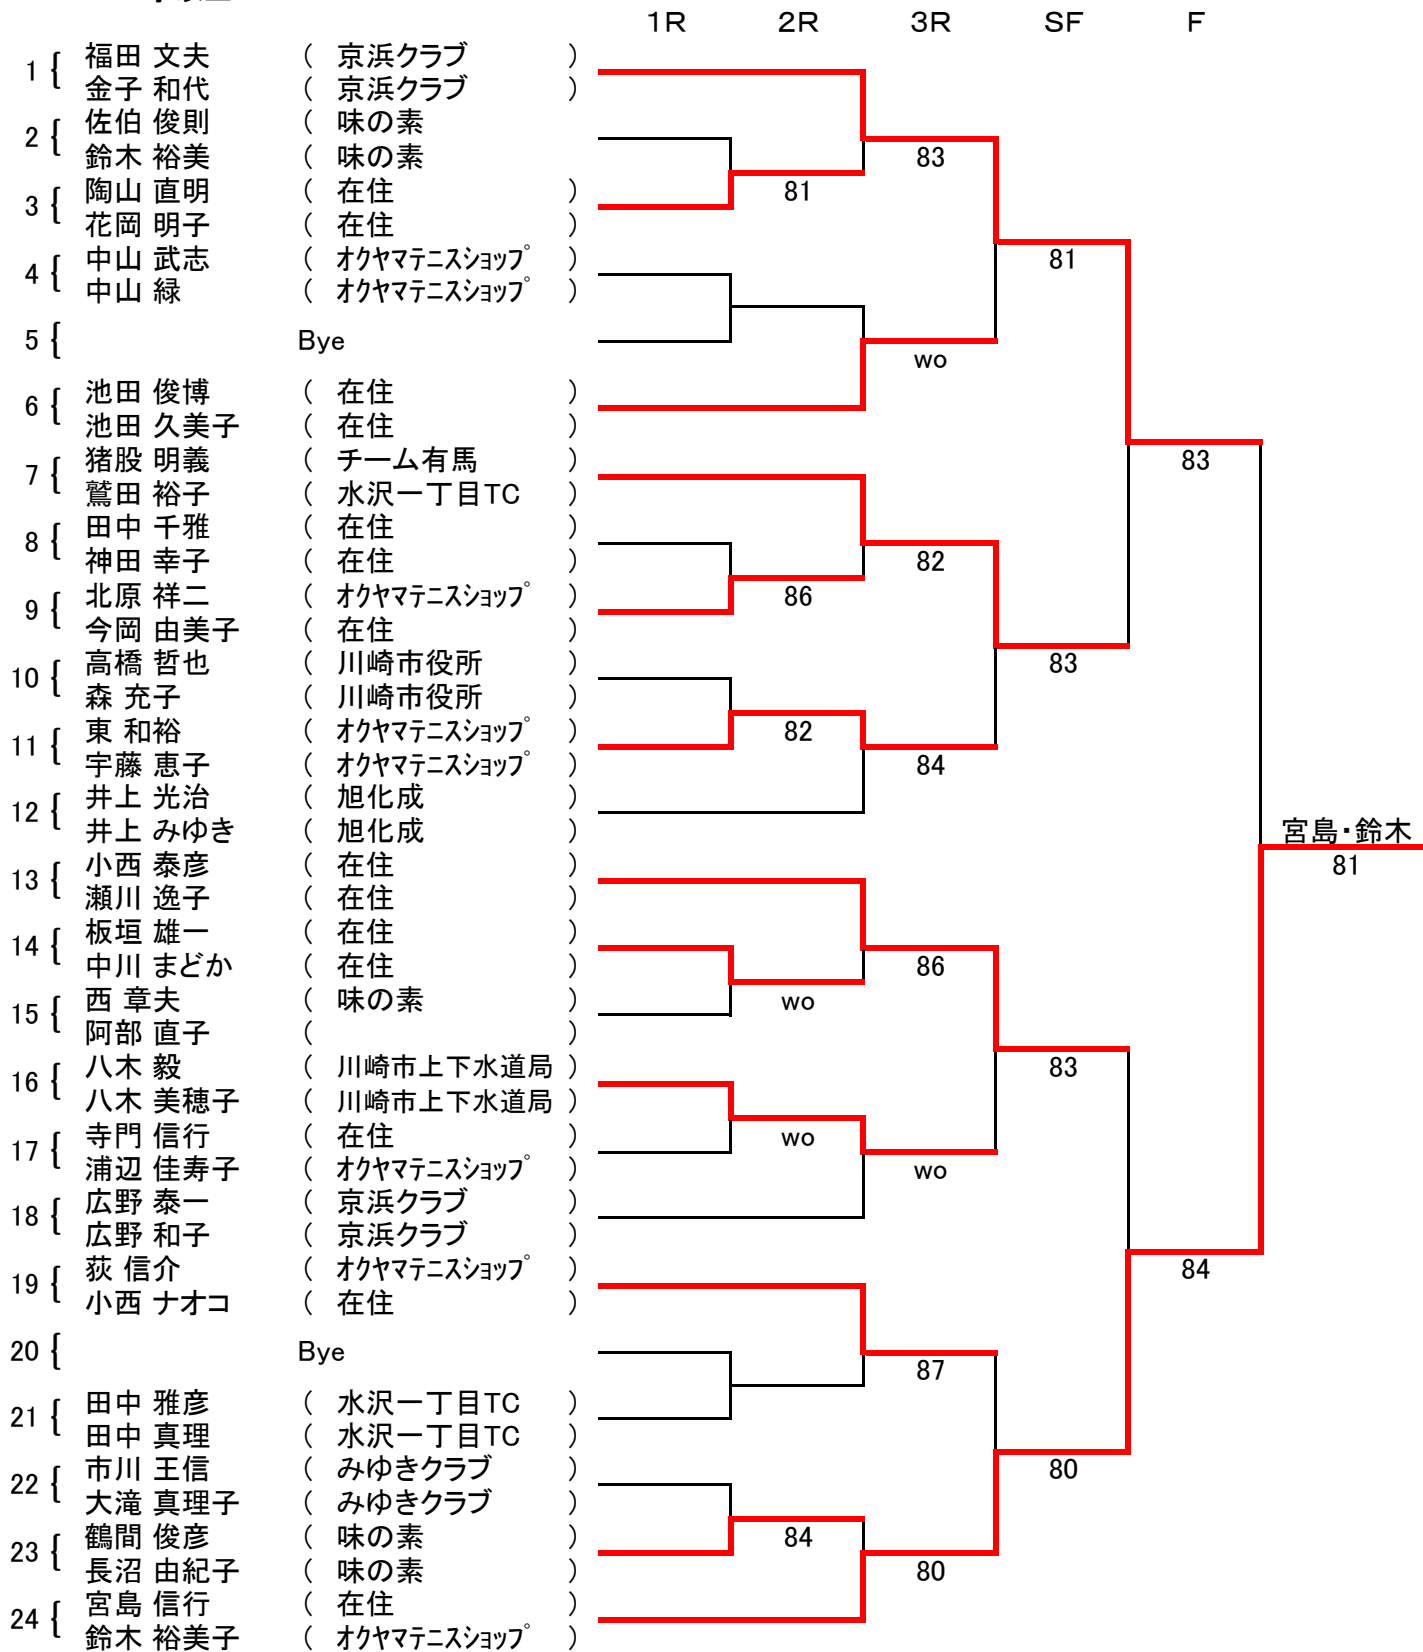 1R 2R 3R SF F
1 { 福田 文夫 ( 京浜クラブ )
金子 和代 ( 京浜クラブ )
2 { 佐伯 俊則 ( 味の素
鈴木 裕美 ( 味の素
83
3 { 陶山 直明 ( 在住 )
81
花岡 明子 ( 在住 )
4 { 中山 武志 ( オクヤマテニスショップ )
81
中山 緑 ( オクヤマテニスショップ )
5 { Bye
wo
6 { 池田 俊博 ( 在住 )
池田 久美子 ( 在住 )
7 { 猪股 明義 ( チーム有馬 )
83
鷲田 裕子 ( 水沢一丁目TC )
8 { 田中 千雅 ( 在住 )
神田 幸子 ( 在住 )
82
9 { 北原 祥二 ( オクヤマテニスショップ )
86
今岡 由美子 ( 在住 )
10 { 高橋 哲也 ( 川崎市役所 )
83
森 充子 ( 川崎市役所 )
11 { 東 和裕 ( オクヤマテニスショップ )
82
宇藤 恵子 ( オクヤマテニスショップ )
84
12 { 井上 光治 ( 旭化成 )
井上 みゆき ( 旭化成 )
宮島・鈴木
13 { 小西 泰彦 ( 在住 )
81
瀬川 逸子 ( 在住 )
14 { 板垣 雄一 ( 在住 )
中川 まどか ( 在住 )
86
15 { 西 章夫 ( 味の素 )
wo
阿部 直子 ( )
16 { 八木 毅 ( 川崎市上下水道局 )
83
八木 美穂子 ( 川崎市上下水道局 )
17 { 寺門 信行 ( 在住 )
wo
浦辺 佳寿子 ( オクヤマテニスショップ )
wo
18 { 広野 泰一 ( 京浜クラブ )
広野 和子 ( 京浜クラブ )
19 { 荻 信介 ( オクヤマテニスショップ )
84
小西 ナオコ ( 在住 )
20 { Bye
87
21 { 田中 雅彦 ( 水沢一丁目TC )
田中 真理 ( 水沢一丁目TC )
22 { 市川 王信 ( みゆきクラブ )
80
大滝 真理子 ( みゆきクラブ )
23 { 鶴間 俊彦 ( 味の素 )
84
長沼 由紀子 ( 味の素 )
80
24 { 宮島 信行 ( 在住 )
鈴木 裕美子 ( オクヤマテニスショップ )